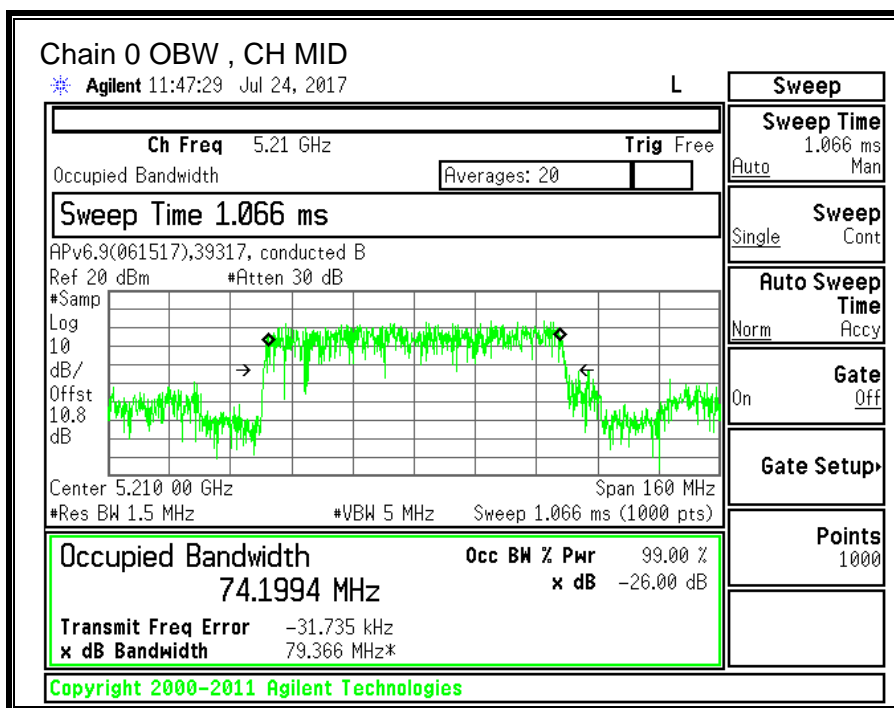 Chain 0 OBW , CH MID
Agilent 11:47:29 Jul 24, 2017 L
Ch Freq 5.21 GHz Trig Free
Occupied Bandwidth Averages: 20
Sweep Time 1.066 ms
APv6.9(061517),39317, conducted B
Ref 20 dBm #Atten 30 dB
#Samp
Log
10
dB/
Offst
10.8
dB
Center 5.210 00 GHz Span 160 MHz
#Res BW 1.5 MHz #VBW 5 MHz Sweep 1.066 ms (1000 pts)
Occupied Bandwidth Occ BW % Pwr 99.00 %
74.1994 MHz x dB -26.00 dB
Transmit Freq Error -31.735 kHz
x dB Bandwidth 79.366 MHz*
Copyright 2000-2011 Agilent Technologies
Sweep
Sweep Time
1.066 ms
Auto Man
Sweep
Single Cont
Auto Sweep
Time
Norm Accy
Gate
On Off
Gate Setup
Points
1000